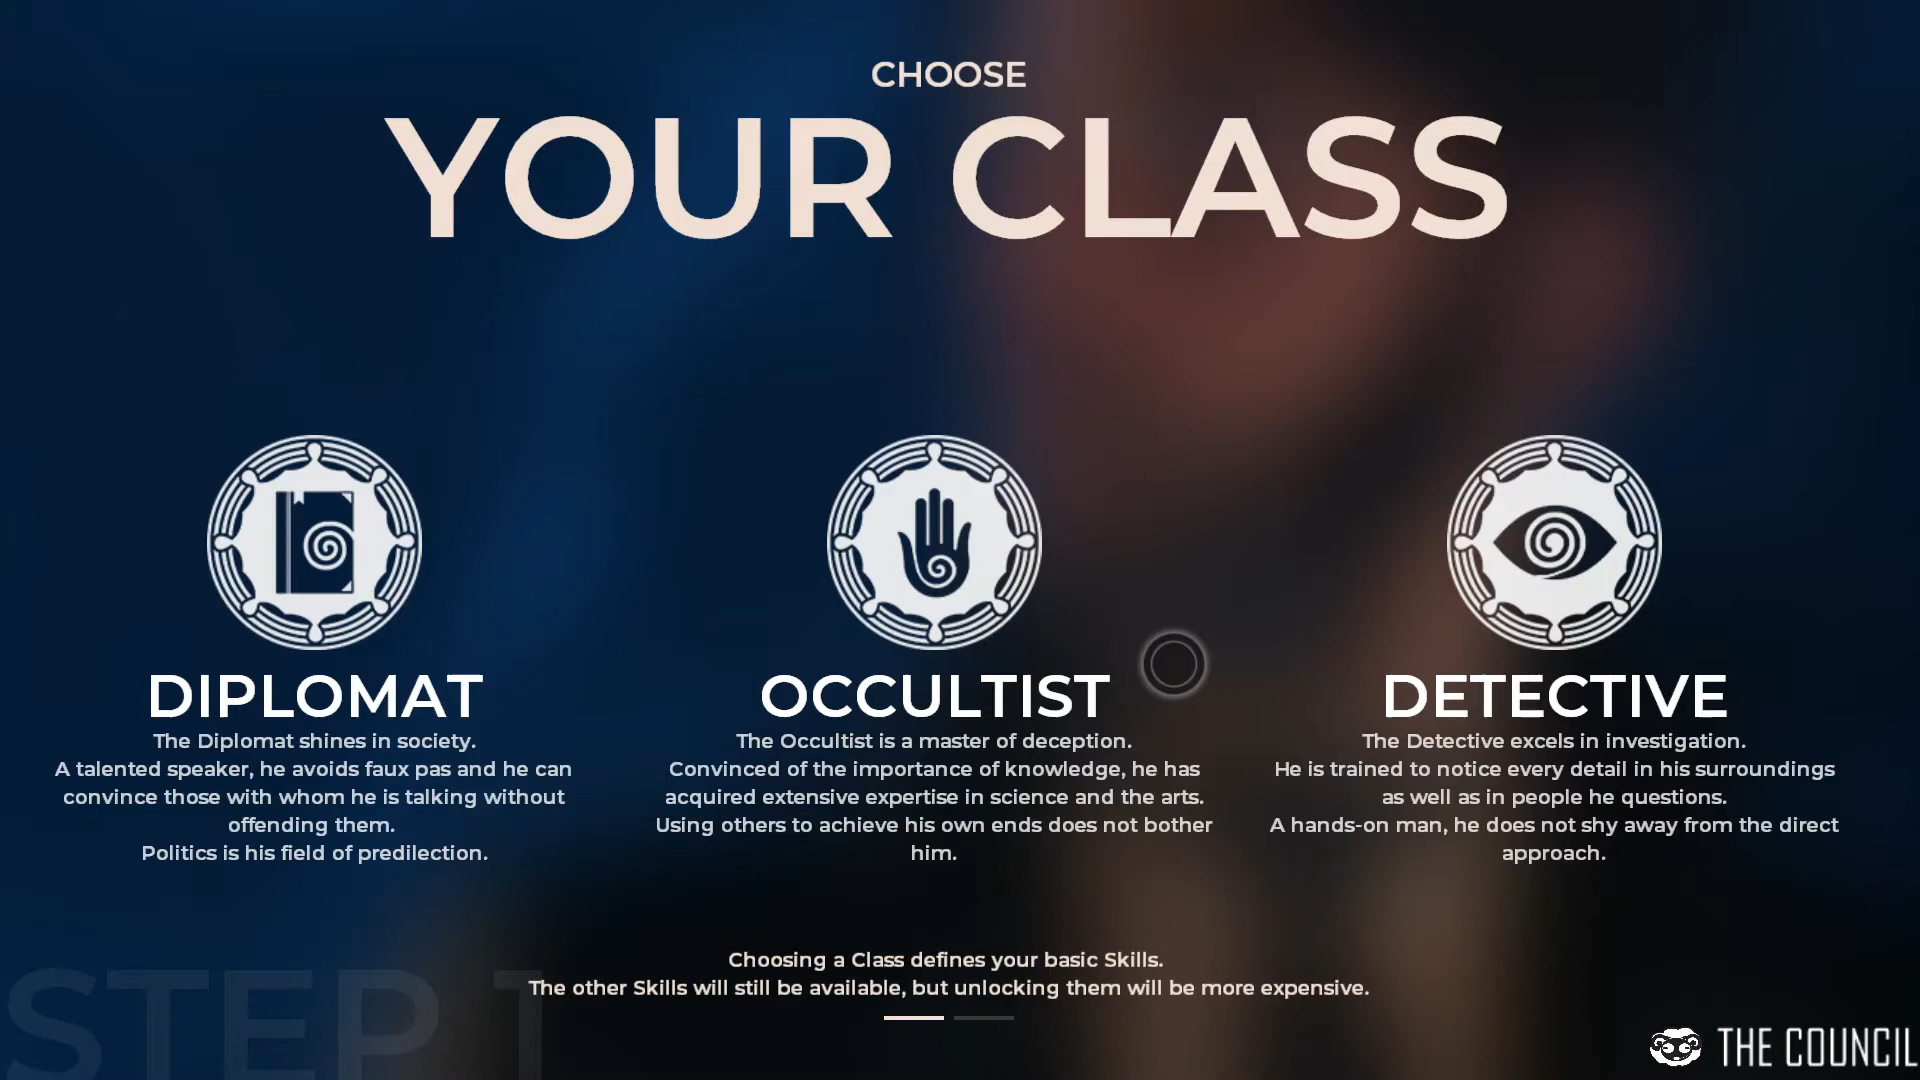 CHOOSE
YOUR CLASS
DIPLOMAT
The Diplomat shines in society.
A talented speaker, he avoids faux pas and he can
convince those with whom he is talking without
offending them.
Politics is his field of predilection.
OCCULTIST
The Occultist is a master of deception.
Convinced of the importance of knowledge, he has
acquired extensive expertise in science and the arts.
Using others to achieve his own ends does not bother
him.
DETECTIVE
The Detective excels in investigation.
He is trained to notice every detail in his surroundings
as well as in people he questions.
A hands-on man, he does not shy away from the direct
approach.
Choosing a Class defines your basic Skills.
The other Skills will still be available, but unlocking them will be more expensive.
STEP 1
THE COUNCIL